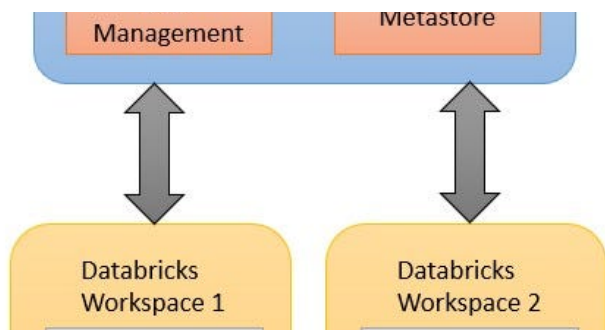 Management
Metastore
Databricks
Workspace 1
Databricks
Workspace 2